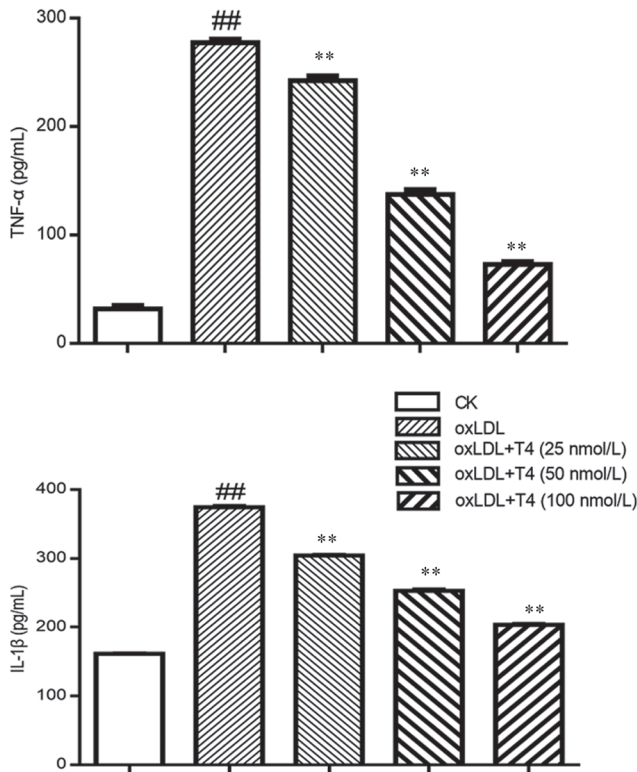 300
##
**
200
**
TNF-α (pg/mL)
100
**
0
CK
oxLDL
oxLDL+T4 (25 nmol/L)
oxLDL+T4 (50 nmol/L)
oxLDL+T4 (100 nmol/L)
400
##
300
**
**
200
**
IL-1β (pg/mL)
100
0